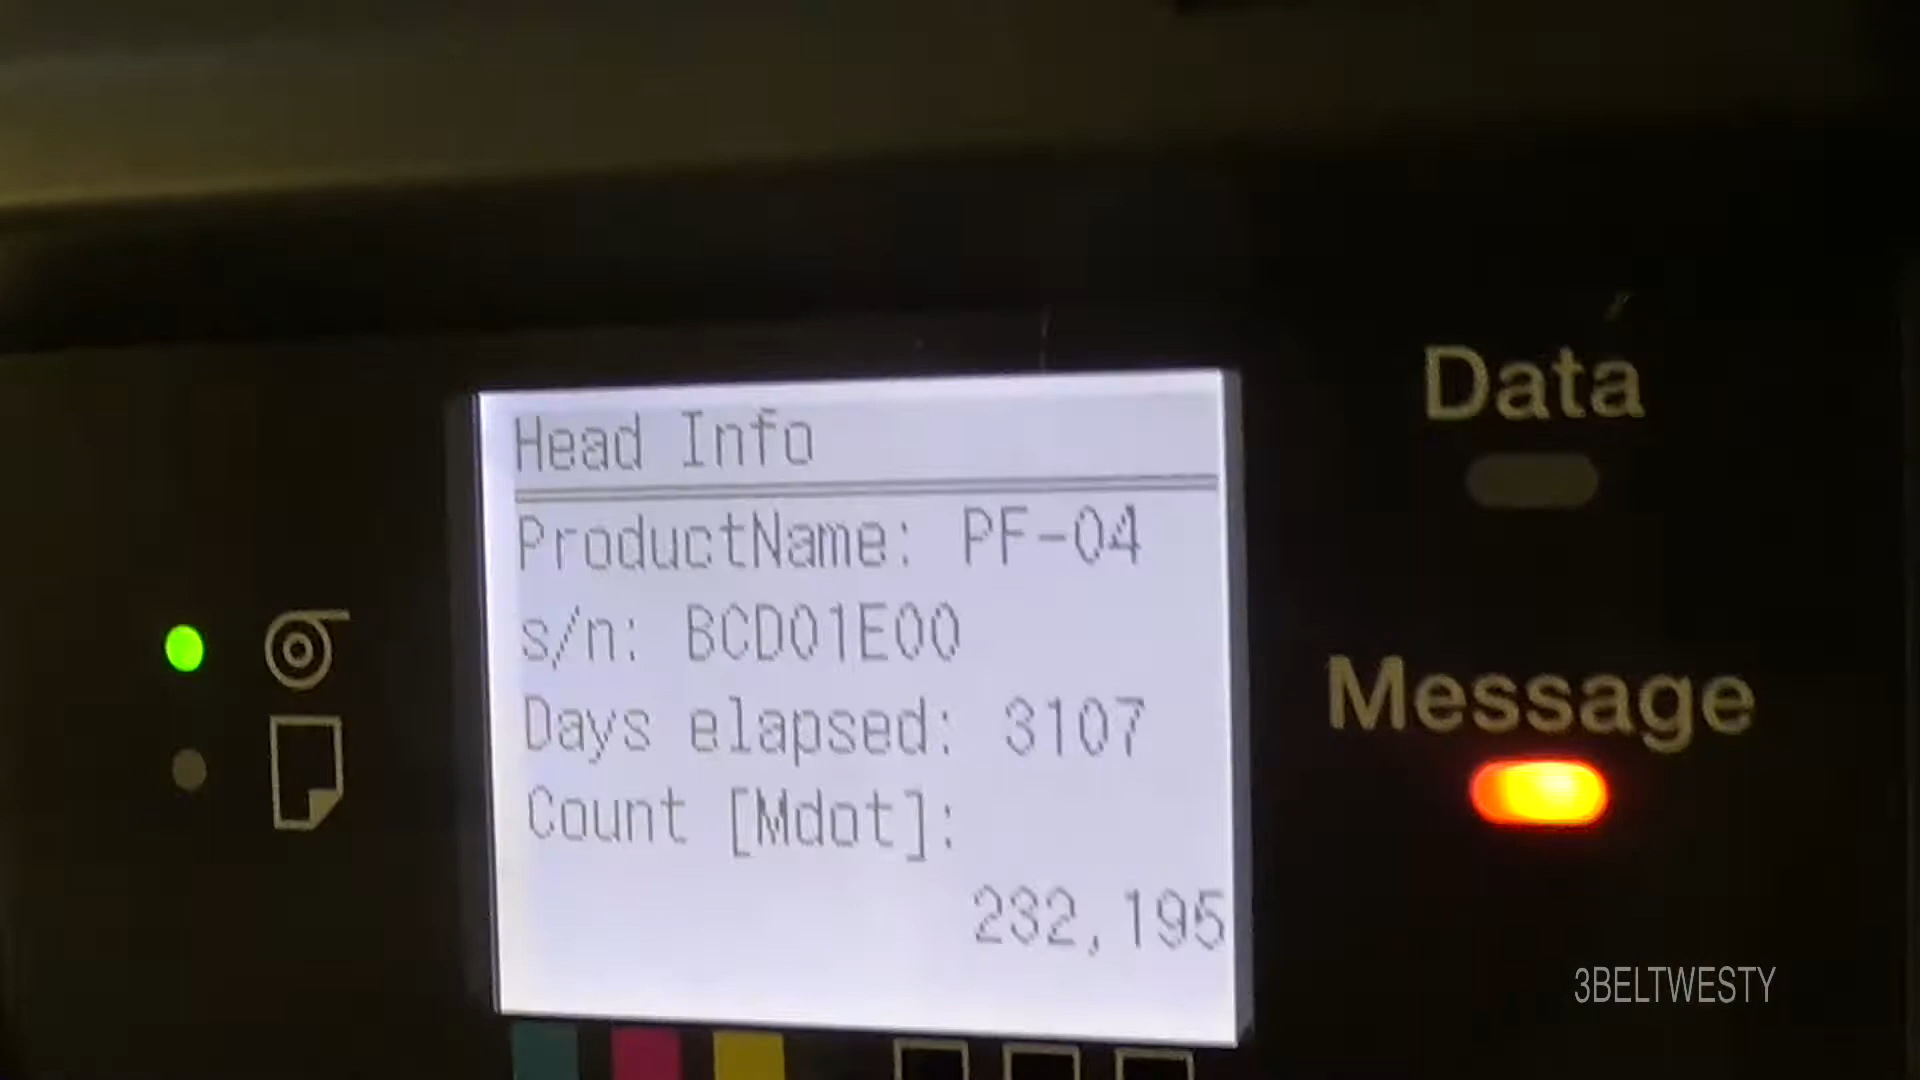 Head Info
ProductName: PF-04
s/n: BCD01E00
Days elapsed: 3107
Count [Mdot]:
232,195
Data
Message
3BELTWESTY